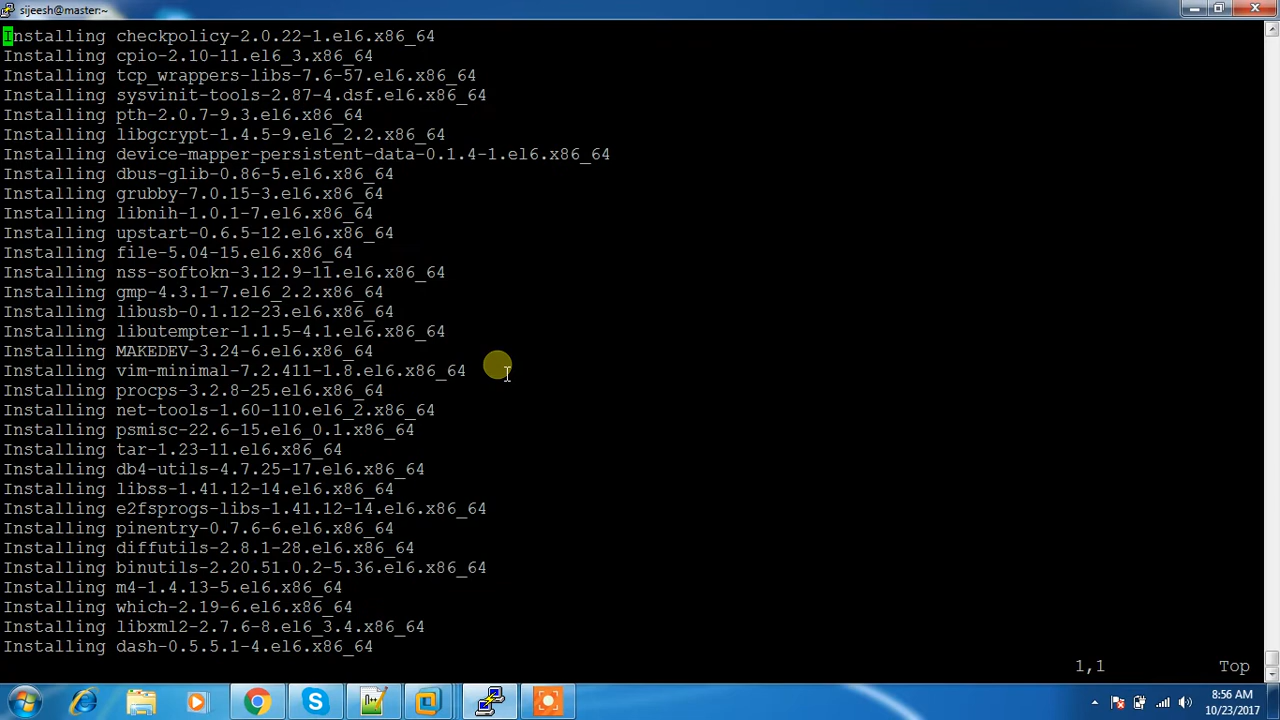 sijeesh@master:~
Installing checkpolicy-2.0.22-1.el6.x86_64
Installing cpio-2.10-11.el6_3.x86_64
Installing tcp_wrappers-libs-7.6-57.el6.x86_64
Installing sysvinit-tools-2.87-4.dsf.el6.x86_64
Installing pth-2.0.7-9.3.el6.x86_64
Installing libgcrypt-1.4.5-9.el6_2.2.x86_64
Installing device-mapper-persistent-data-0.1.4-1.el6.x86_64
Installing dbus-glib-0.86-5.el6.x86_64
Installing grubby-7.0.15-3.el6.x86_64
Installing libnih-1.0.1-7.el6.x86_64
Installing upstart-0.6.5-12.el6.x86_64
Installing file-5.04-15.el6.x86_64
Installing nss-softokn-3.12.9-11.el6.x86_64
Installing gmp-4.3.1-7.el6_2.2.x86_64
Installing libusb-0.1.12-23.el6.x86_64
Installing libutempter-1.1.5-4.1.el6.x86_64
Installing MAKEDEV-3.24-6.el6.x86_64
Installing vim-minimal-7.2.411-1.8.el6.x86_64
Installing procps-3.2.8-25.el6.x86_64
Installing net-tools-1.60-110.el6_2.x86_64
Installing psmisc-22.6-15.el6_0.1.x86_64
Installing tar-1.23-11.el6.x86_64
Installing db4-utils-4.7.25-17.el6.x86_64
Installing libss-1.41.12-14.el6.x86_64
Installing e2fsprogs-libs-1.41.12-14.el6.x86_64
Installing pinentry-0.7.6-6.el6.x86_64
Installing diffutils-2.8.1-28.el6.x86_64
Installing binutils-2.20.51.0.2-5.36.el6.x86_64
Installing m4-1.4.13-5.el6.x86_64
Installing which-2.19-6.el6.x86_64
Installing libxml2-2.7.6-8.el6_3.4.x86_64
Installing dash-0.5.5.1-4.el6.x86_64
1,1 Top
8:56 AM
10/23/2017